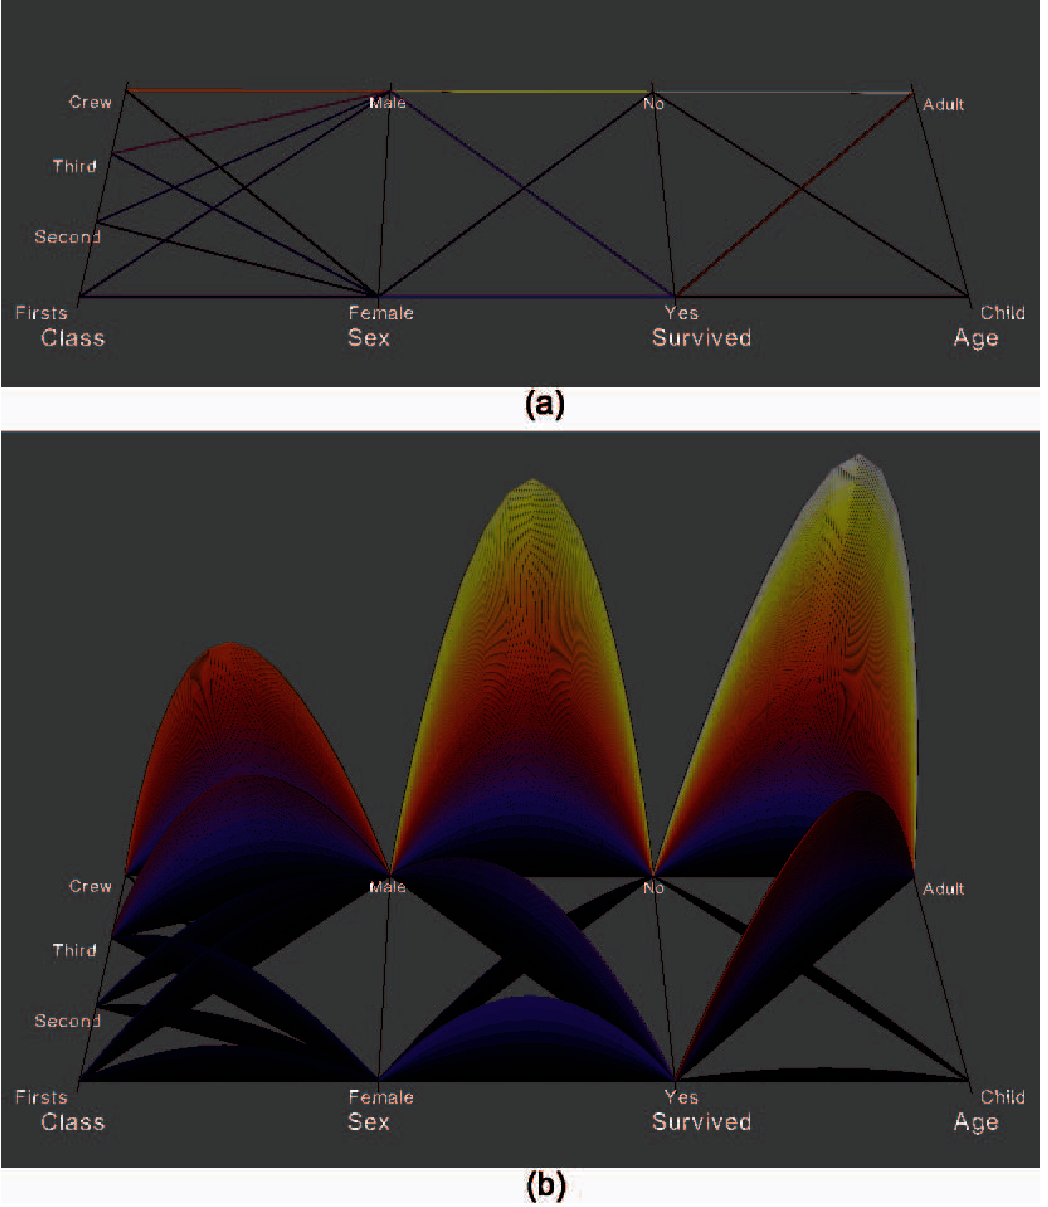 Crew Male No Adult
Third
Second
Firsts Female Yes Child
Class Sex Survived Age
(a)
Crew Male No Adult
Third
Second
Firsts Female Yes Child
Class Sex Survived Age
(b)